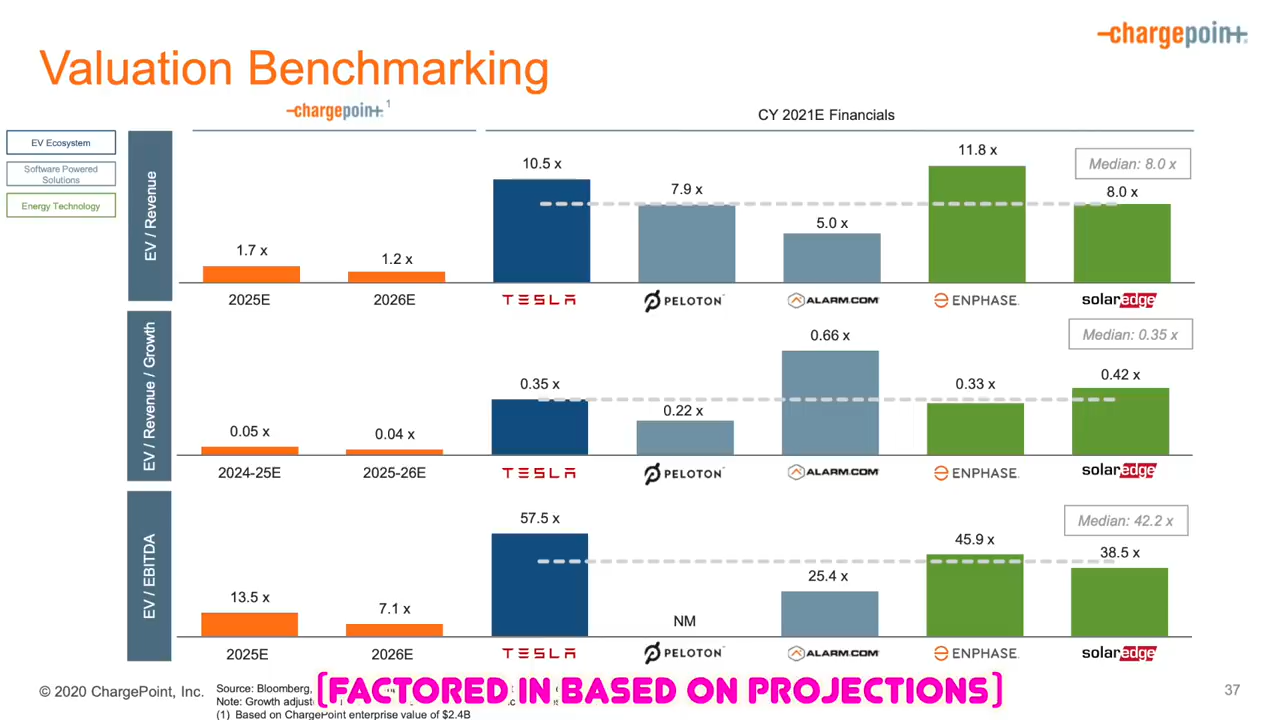 -chargepoin+
Valuation Benchmarking
-chargepoin+ 1
CY 2021E Financials
EV Ecosystem
Software Powered
Solutions
Energy Technology
EV / Revenue
1.7 x
1.2 x
10.5 x
7.9 x
5.0 x
11.8 x
8.0 x
Median: 8.0 x
2025E
2026E
TESLA
PELOTON
ALARM.COM
ENPHASE.
solaredge
EV / Revenue / Growth
0.05 x
0.04 x
0.35 x
0.22 x
0.66 x
0.33 x
0.42 x
Median: 0.35 x
2024-25E
2025-26E
TESLA
PELOTON
ALARM.COM
ENPHASE.
solaredge
EV / EBITDA
13.5 x
7.1 x
57.5 x
NM
25.4 x
45.9 x
38.5 x
Median: 42.2 x
2025E
2026E
TESLA
PELOTON
ALARM.COM
ENPHASE.
solaredge
© 2020 ChargePoint, Inc.
Source: Bloomberg,
Note: Growth adjust
(1) Based on ChargePoint enterprise value of $2.4B
[FACTORED IN BASED ON PROJECTIONS]
37